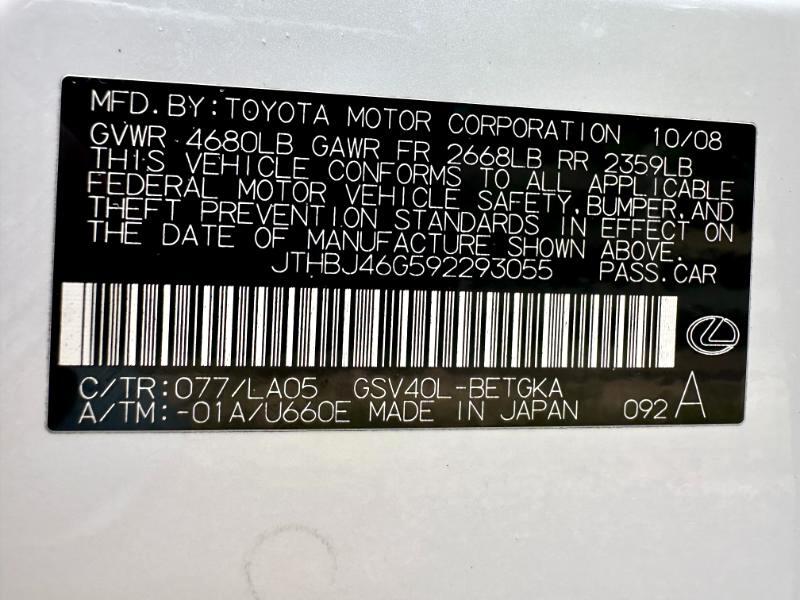 MFD. BY: TOYOTA MOTOR CORPORATION 10/08
GVWR 4680LB GAWR FR 2668LB RR 2359LB
THIS VEHICLE CONFORMS TO ALL APPLICABLE
FEDERAL MOTOR VEHICLE SAFETY, BUMPER, AND
THEFT PREVENTION STANDARDS IN EFFECT ON
THE DATE OF MANUFACTURE SHOWN ABOVE.
JTHBJ46G592293055 PASS. CAR
C/TR: 077/LA05 GSV40L-BETGKA
A/TM: -01A/U660E MADE IN JAPAN 092 A